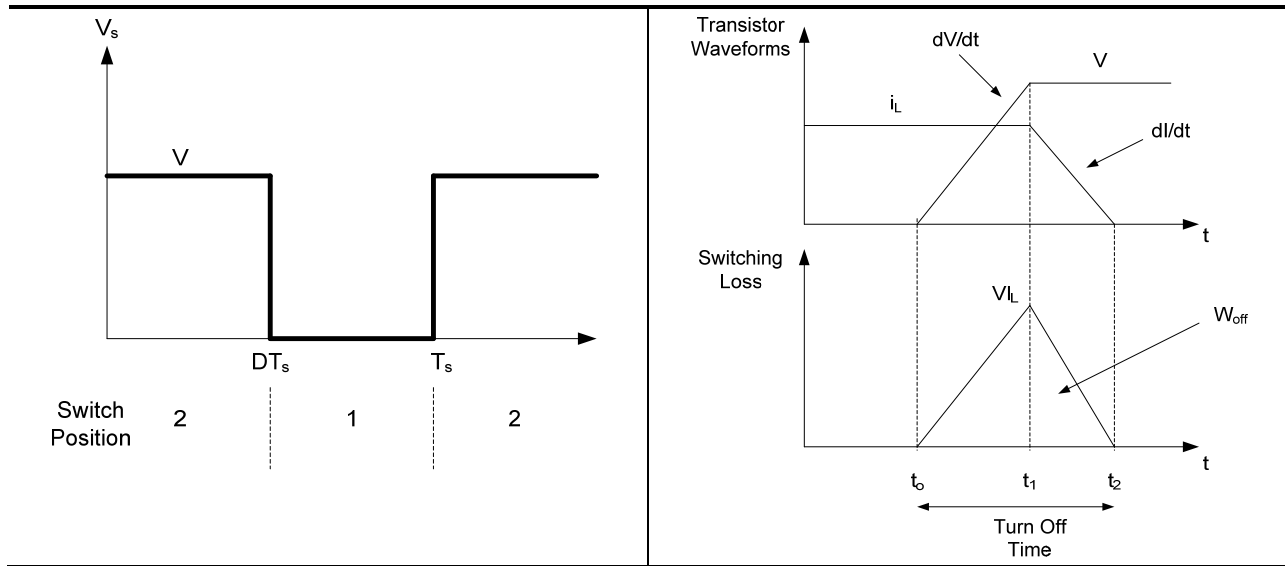 Vs
V
DTs
Ts
Switch
Position
2
1
2
Transistor
Waveforms
dV/dt
V
iL
dI/dt
t
Switching
Loss
VIL
Woff
t
to
t1
t2
Turn Off
Time